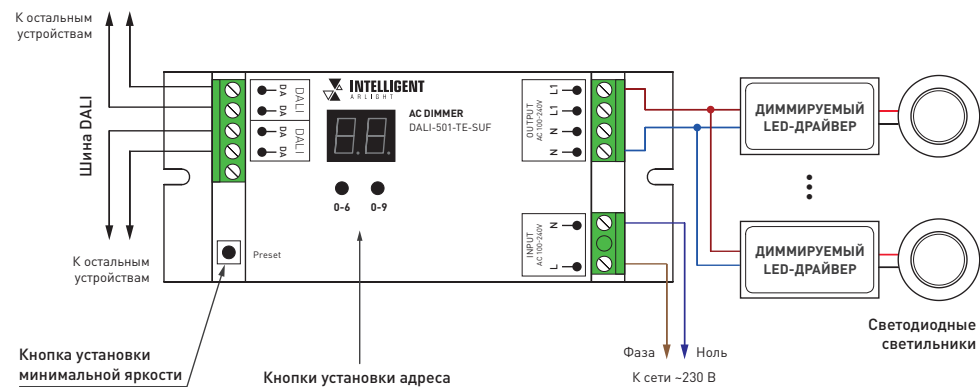 К остальным
устройствам
Шина DALI
DA
DA
DALI
DA
DA
DALI
INTELLIGENT
ARLIGHT
AC DIMMER
DALI-501-TE-SUF
0-6
0-9
Preset
OUTPUT
AC 100-240V
L1
L1
N
N
INPUT
AC 100-240V
N
L
ДИММИРУЕМЫЙ
LED-ДРАЙВЕР
ДИММИРУЕМЫЙ
LED-ДРАЙВЕР
К остальным
устройствам
Светодиодные
светильники
Кнопка установки
минимальной яркости
Кнопки установки адреса
Фаза
Ноль
К сети ~230 В